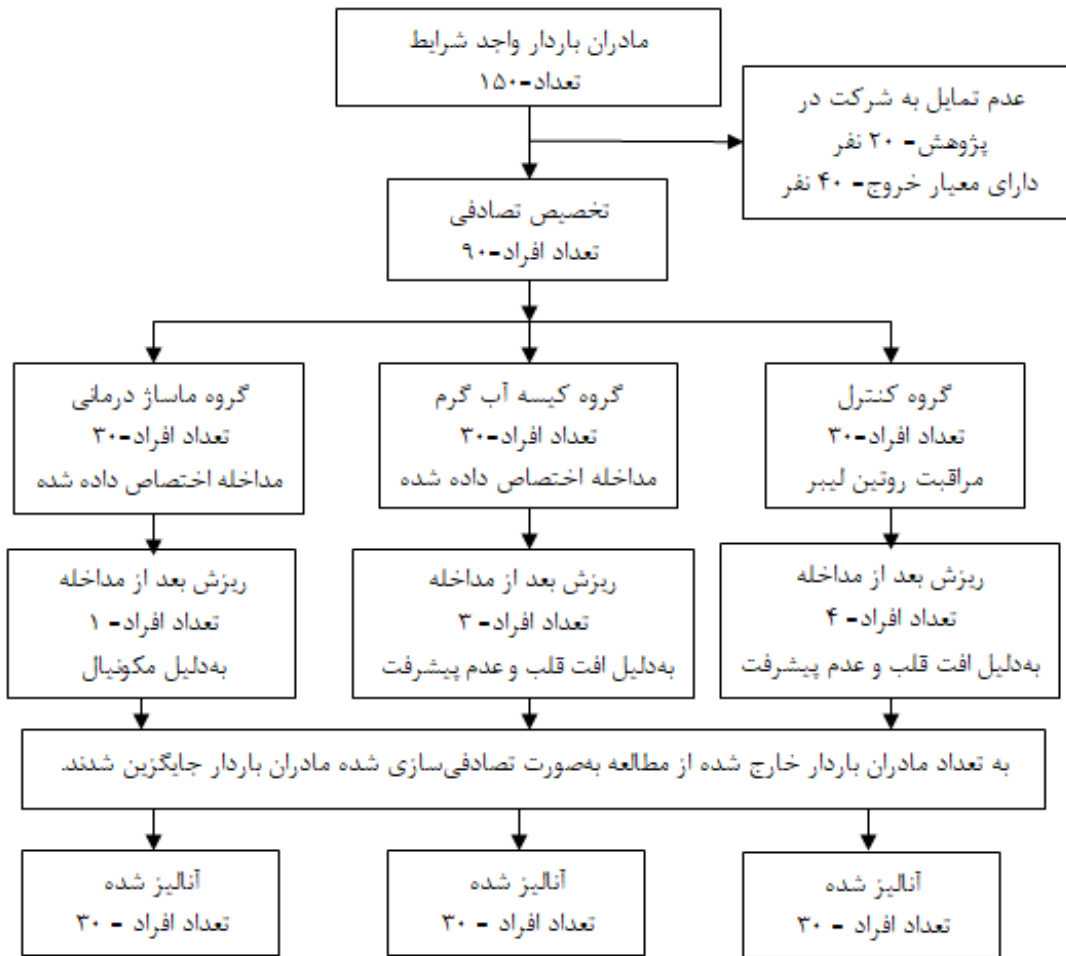 مادران باردار واجد شرایط
تعداد-۱۵۰
عدم تمایل به شرکت در
پژوهش- ۲۰ نفر
دارای معیار خروج- ۴۰ نفر
تخصیص تصادفی
تعداد افراد-۹۰
گروه کنترل
تعداد افراد-۳۰
مراقبت روتین لیبر
گروه کیسه آب گرم
تعداد افراد-۳۰
مداخله اختصاص داده شده
گروه ماساژ درمانی
تعداد افراد-۳۰
مداخله اختصاص داده شده
ریزش بعد از مداخله
تعداد افراد- ۴
به‌دلیل افت قلب و عدم پیشرفت
ریزش بعد از مداخله
تعداد افراد- ۳
به‌دلیل افت قلب و عدم پیشرفت
ریزش بعد از مداخله
تعداد افراد- ۱
به‌دلیل مکونیال
به تعداد مادران باردار خارج شده از مطالعه به‌صورت تصادفی‌سازی شده مادران باردار جایگزین شدند.
آنالیز شده
تعداد افراد - ۳۰
آنالیز شده
تعداد افراد - ۳۰
آنالیز شده
تعداد افراد - ۳۰